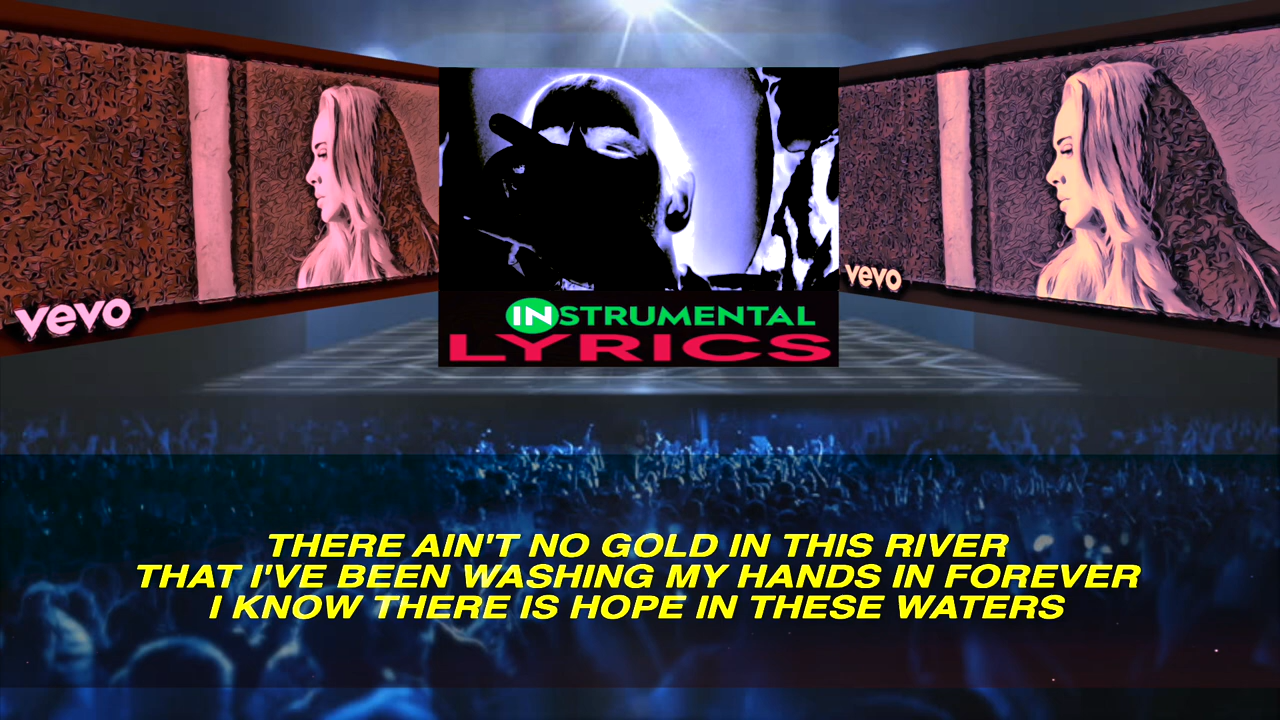 vevo
vevo
INSTRUMENTAL
LYRICS
THERE AIN'T NO GOLD IN THIS RIVER
THAT I'VE BEEN WASHING MY HANDS IN FOREVER
I KNOW THERE IS HOPE IN THESE WATERS